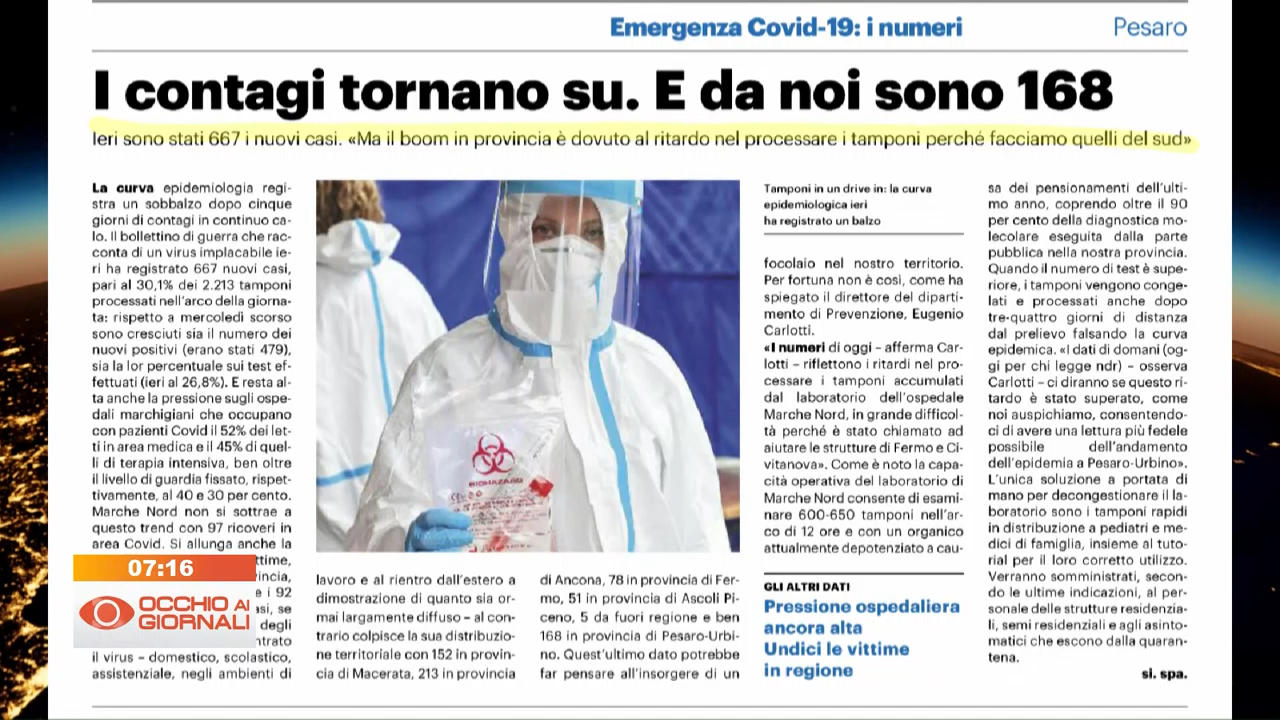 Emergenza Covid-19: i numeri
Pesaro
I contagi tornano su. E da noi sono 168
Ieri sono stati 667 i nuovi casi. «Ma il boom in provincia è dovuto al ritardo nel processare i tamponi perché facciamo quelli del sud»
La curva epidemiologia regi-
stra un sobbalzo dopo cinque
giorni di contagi in continuo ca-
lo. Il bollettino di guerra che rac-
conta di un virus implacabile ie-
ri ha registrato 667 nuovi casi,
pari al 30,1% dei 2.213 tamponi
processati nell'arco della giorna-
ta: rispetto a mercoledì scorso
sono cresciuti sia il numero dei
nuovi positivi (erano stati 479),
sia la lor percentuale sui test ef-
fettuati (ieri al 26,8%). E resta al-
ta anche la pressione sugli ospe-
dali marchigiani che occupano
con pazienti Covid il 52% dei let-
ti in area medica e il 45% di quel-
li di terapia intensiva, ben oltre
il livello di guardia fissato, rispet-
tivamente, al 40 e 30 per cento.
Marche Nord non si sottrae a
questo trend con 97 ricoveri in
area Covid. Si allunga anche la
ttime,
vincia,
e i 92
asi, se
degli
ntrato
il virus – domestico, scolastico,
assistenziale, negli ambienti di
07:16
OCCHIO AI
GIORNALI
BIOHAZARD
lavoro e al rientro dall'estero a
dimostrazione di quanto sia or-
mai largamente diffuso – al con-
trario colpisce la sua distribuzio-
ne territoriale con 152 in provin-
cia di Macerata, 213 in provincia
di Ancona, 78 in provincia di Fer-
mo, 51 in provincia di Ascoli Pi-
ceno, 5 da fuori regione e ben
168 in provincia di Pesaro-Urbi-
no. Quest'ultimo dato potrebbe
far pensare all'insorgere di un
Tamponi in un drive in: la curva
epidemiologica ieri
ha registrato un balzo
focolaio nel nostro territorio.
Per fortuna non è così, come ha
spiegato il direttore del diparti-
mento di Prevenzione, Eugenio
Carlotti.
«I numeri di oggi – afferma Car-
lotti – riflettono i ritardi nel pro-
cessare i tamponi accumulati
dal laboratorio dell'ospedale
Marche Nord, in grande difficol-
tà perché è stato chiamato ad
aiutare le strutture di Fermo e Ci-
vitanova». Come è noto la capa-
cità operativa del laboratorio di
Marche Nord consente di esami-
nare 600-650 tamponi nell'ar-
co di 12 ore e con un organico
attualmente depotenziato a cau-
GLI ALTRI DATI
Pressione ospedaliera
ancora alta
Undici le vittime
in regione
sa dei pensionamenti dell'ulti-
mo anno, coprendo oltre il 90
per cento della diagnostica mo-
lecolare eseguita dalla parte
pubblica nella nostra provincia.
Quando il numero di test è supe-
riore, i tamponi vengono conge-
lati e processati anche dopo
tre-quattro giorni di distanza
dal prelievo falsando la curva
epidemica. «I dati di domani (og-
gi per chi legge ndr) – osserva
Carlotti – ci diranno se questo ri-
tardo è stato superato, come
noi auspichiamo, consentendo-
ci di avere una lettura più fedele
possibile dell'andamento
dell'epidemia a Pesaro-Urbino».
L'unica soluzione a portata di
mano per decongestionare il la-
boratorio sono i tamponi rapidi
in distribuzione a pediatri e me-
dici di famiglia, insieme al tuto-
rial per il loro corretto utilizzo.
Verranno somministrati, secon-
do le ultime indicazioni, al per-
sonale delle strutture residenzia-
li, semi residenziali e agli asinto-
matici che escono dalla quaran-
tena.
sl. spa.